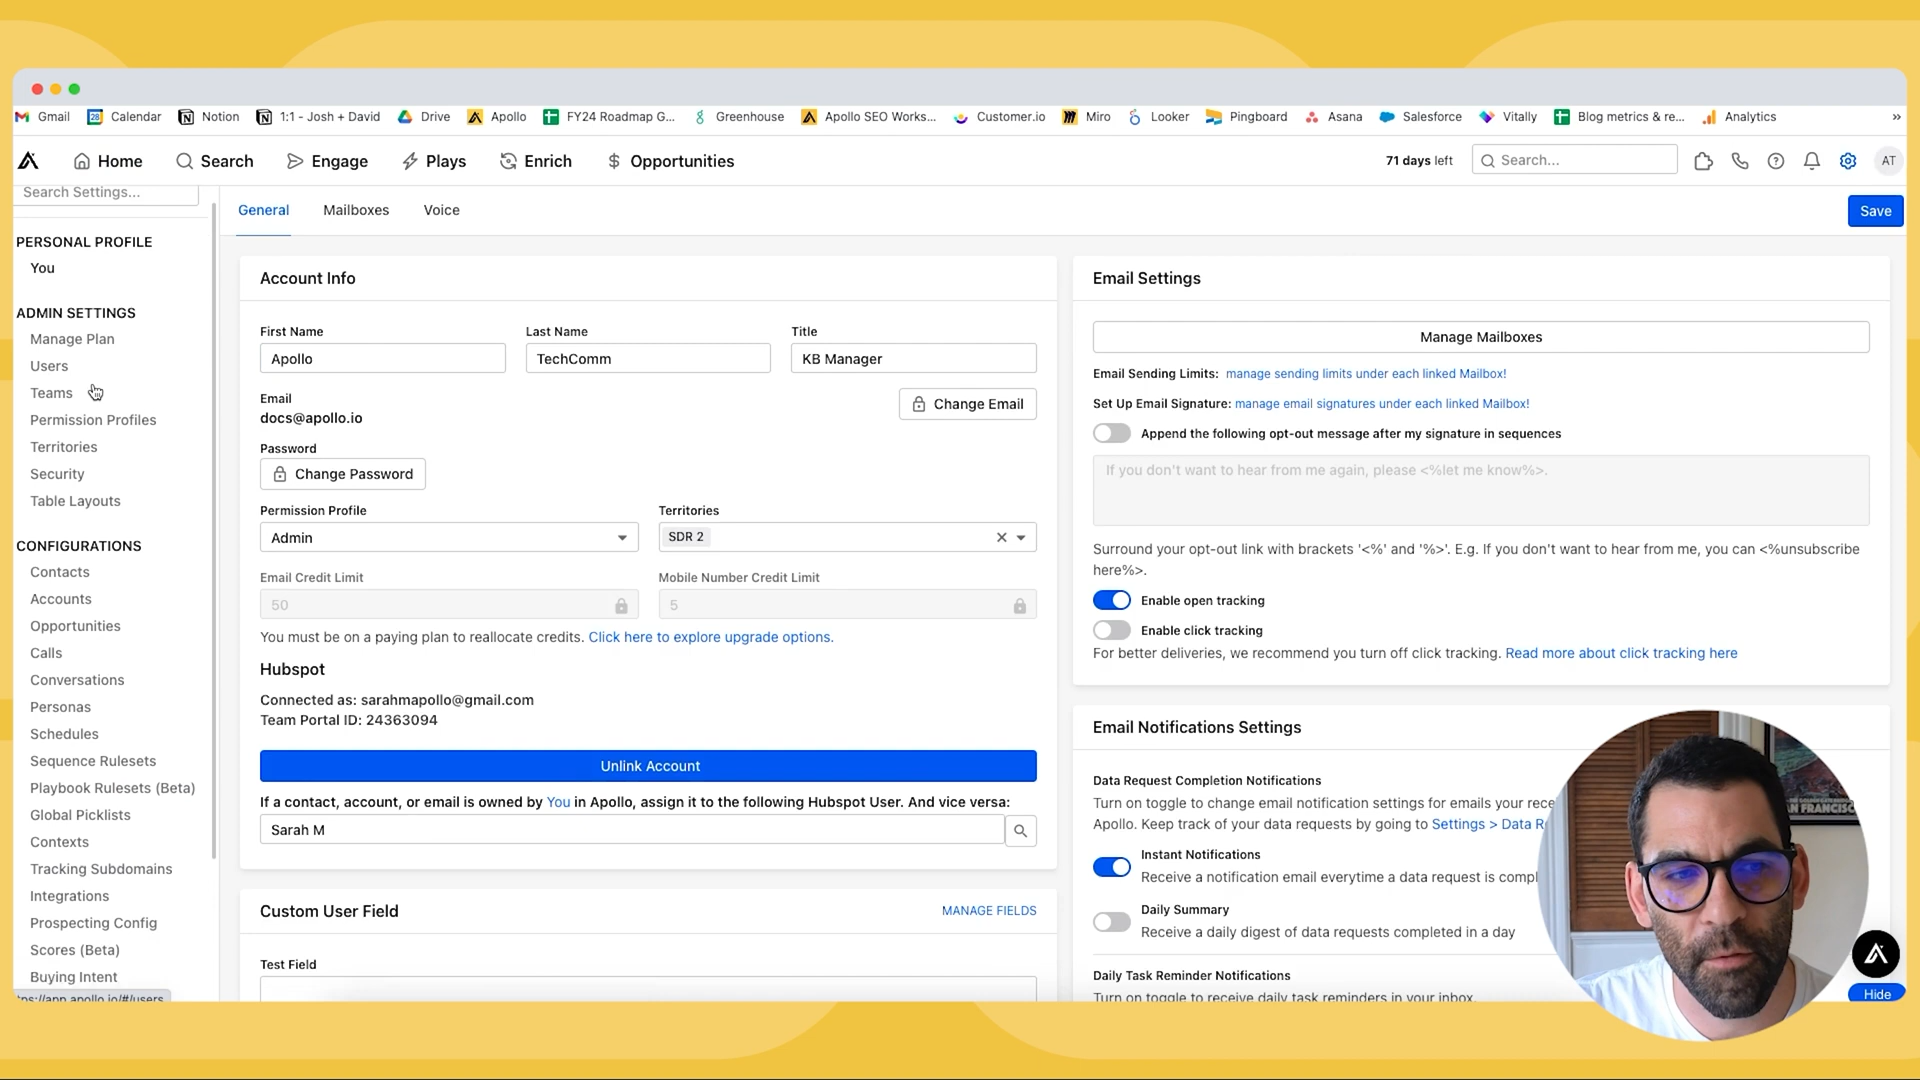 Gmail Calendar Notion 1:1 - Josh + David Drive Apollo FY24 Roadmap G... Greenhouse Apollo SEO Works... Customer.io Miro Looker Pingboard Asana Salesforce Vitally Blog metrics & re... Analytics »
Home Search Engage Plays Enrich $ Opportunities 71 days left Search... AT
Search Settings...
PERSONAL PROFILE
You
ADMIN SETTINGS
Manage Plan
Users
Teams
Permission Profiles
Territories
Security
Table Layouts
CONFIGURATIONS
Contacts
Accounts
Opportunities
Calls
Conversations
Personas
Schedules
Sequence Rulesets
Playbook Rulesets (Beta)
Global Picklists
Contexts
Tracking Subdomains
Integrations
Prospecting Config
Scores (Beta)
Buying Intent
tps://app.apollo.io/#/users
General Mailboxes Voice
Save
Account Info
First Name Last Name Title
Apollo TechComm KB Manager
Email
docs@apollo.io
Change Email
Password
Change Password
Permission Profile Territories
Admin SDR 2
Email Credit Limit Mobile Number Credit Limit
50 5
You must be on a paying plan to reallocate credits. Click here to explore upgrade options.
Hubspot
Connected as: sarahmapollo@gmail.com
Team Portal ID: 24363094
Unlink Account
If a contact, account, or email is owned by You in Apollo, assign it to the following Hubspot User. And vice versa:
Sarah M
Custom User Field MANAGE FIELDS
Test Field
Email Settings
Manage Mailboxes
Email Sending Limits: manage sending limits under each linked Mailbox!
Set Up Email Signature: manage email signatures under each linked Mailbox!
Append the following opt-out message after my signature in sequences
If you don't want to hear from me again, please <%let me know%>.
Surround your opt-out link with brackets '<%' and '%>'. E.g. If you don't want to hear from me, you can <%unsubscribe
here%>.
Enable open tracking
Enable click tracking
For better deliveries, we recommend you turn off click tracking. Read more about click tracking here
Email Notifications Settings
Data Request Completion Notifications
Turn on toggle to change email notification settings for emails your rece
Apollo. Keep track of your data requests by going to Settings > Data R
Instant Notifications
Receive a notification email everytime a data request is compl
Daily Summary
Receive a daily digest of data requests completed in a day
Daily Task Reminder Notifications
Turn on toggle to receive daily task reminders in your inbox.
AN FRANCISC
Hide